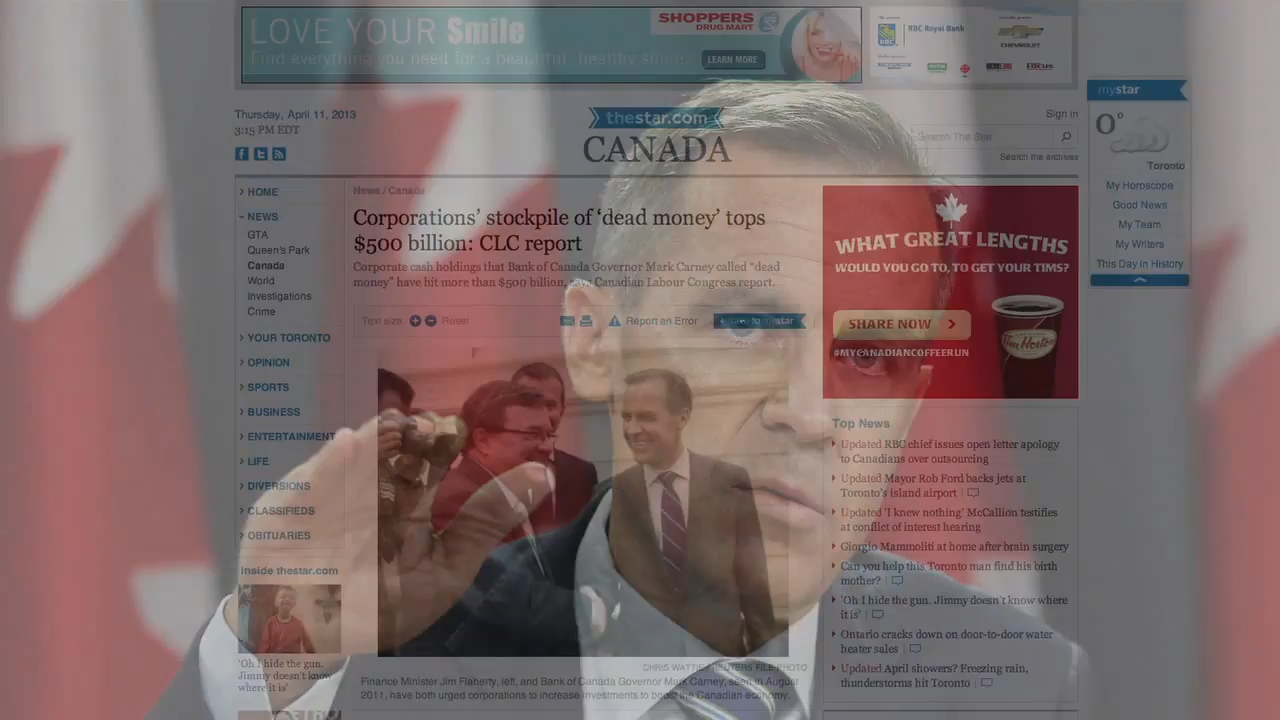 LOVE YOUR Smile
Everything you need for a beautiful, healthy smile.
SHOPPERS
DRUG MART
LEARN MORE
RBC Royal Bank
CHEVROLET
Thursday, April 11, 2013
3:15 PM EDT
thestar.com
CANADA
Sign in
Search The Star
Search the archives
mystar
0°
Toronto
My Horoscope
Good News
My Team
My Writers
This Day in History
HOME
NEWS
GTA
Queen's Park
Canada
World
Investigations
Crime
YOUR TORONTO
OPINION
SPORTS
BUSINESS
ENTERTAINMENT
LIFE
DIVERSIONS
CLASSIFIEDS
OBITUARIES
Inside thestar.com
'Oh I hide the gun.
Jimmy doesn't know
where it is'
News / Canada
Corporations' stockpile of 'dead money' tops
$500 billion: CLC report
Corporate cash holdings that Bank of Canada Governor Mark Carney called "dead
money" have hit more than $500 billion, says Canadian Labour Congress report.
Text size: Reset
Report an Error
CHRIS WATTIE/REUTERS FILE PHOTO
Finance Minister Jim Flaherty, left, and Bank of Canada Governor Mark Carney, seen in August
2011, have both urged corporations to increase investments to boost the Canadian economy.
WHAT GREAT LENGTHS
WOULD YOU GO TO, TO GET YOUR TIMS?
SHARE NOW
#MYCANADIANCOFFEERUN
Tim Hortons
Top News
Updated RBC chief issues open letter apology
to Canadians over outsourcing
Updated Mayor Rob Ford backs jets at
Toronto's island airport
Updated 'I knew nothing' McCallion testifies
at conflict of interest hearing
Giorgio Mammoliti at home after brain surgery
Can you help this Toronto man find his birth
mother?
'Oh I hide the gun. Jimmy doesn't know where
it is'
Ontario cracks down on door-to-door water
heater sales
Updated April showers? Freezing rain,
thunderstorms hit Toronto